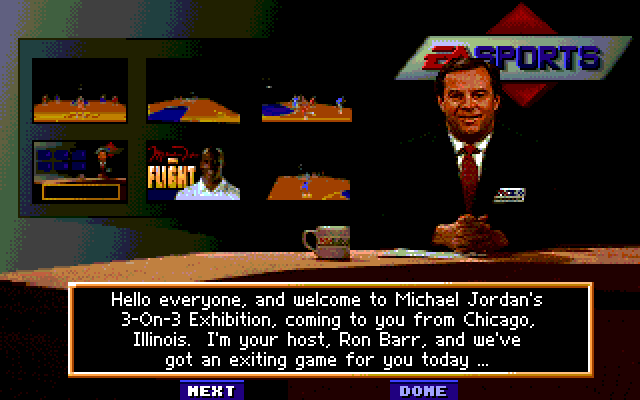 EA SPORTS
FLIGHT
Hello everyone, and welcome to Michael Jordan's
3-On-3 Exhibition, coming to you from Chicago,
Illinois. I'm your host, Ron Barr, and we've
got an exiting game for you today ...
NEXT
DONE